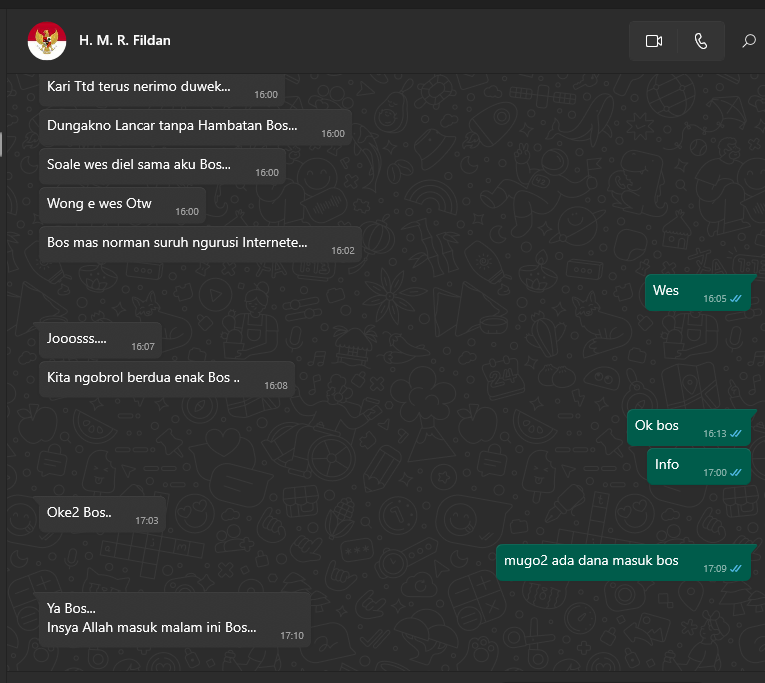 H. M. R. Fildan
Kari Ttd terus nerimo duwek...
16:00
Dungakno Lancar tanpa Hambatan Bos...
16:00
Soale wes diel sama aku Bos...
16:00
Wong e wes Otw
16:00
Bos mas norman suruh ngurusi Internete...
16:02
Wes
16:05
Jooosss....
16:07
Kita ngobrol berdua enak Bos ..
16:08
Ok bos
16:13
Info
17:00
Oke2 Bos..
17:03
mugo2 ada dana masuk bos
17:09
Ya Bos...
Insya Allah masuk malam ini Bos...
17:10